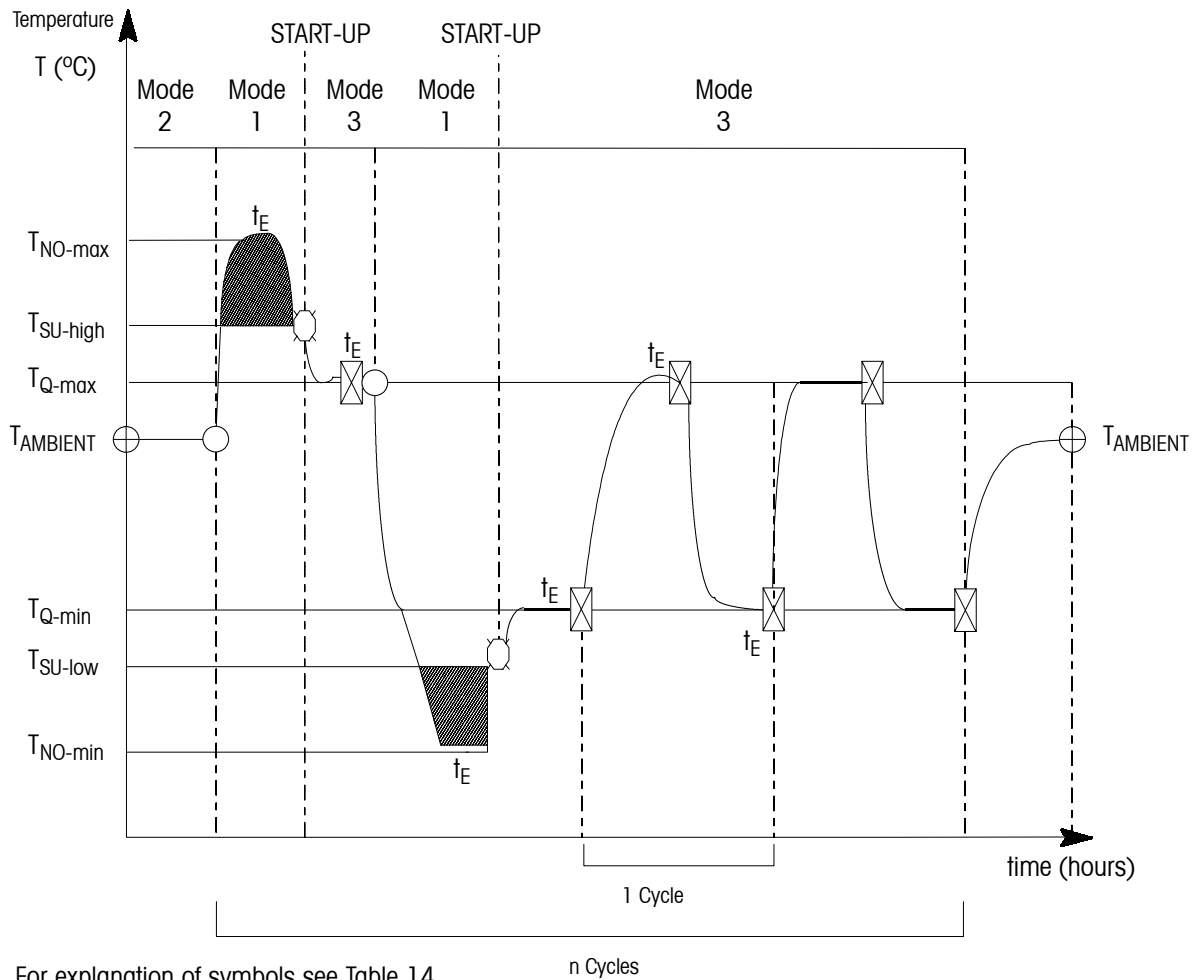 Temperature
T (ºC)
START-UP START-UP
Mode Mode Mode Mode Mode
2 1 3 1 3
tE
TNO-max
TSU-high
tE tE
TQ-max
TAMBIENT TAMBIENT
tE
TQ-min
tE
TSU-low
TNO-min
tE
time (hours)
1 Cycle
n Cycles
For explanation of symbols see Table 14